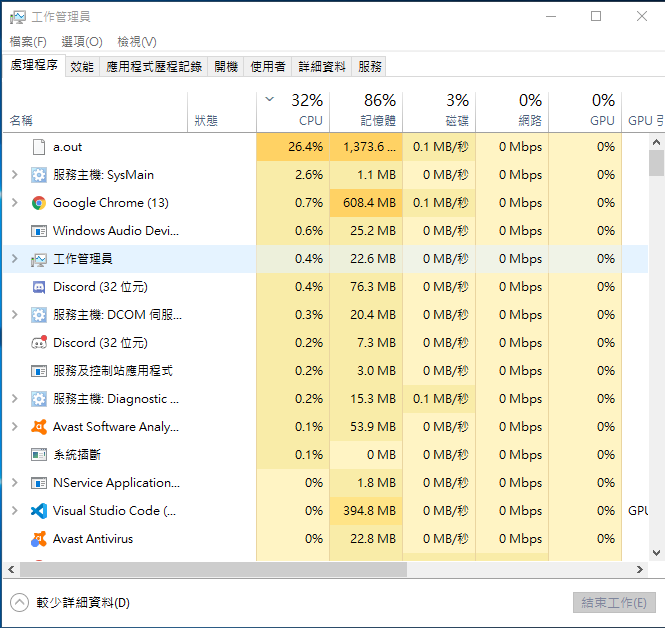 工作管理員
檔案(F) 選項(O) 檢視(V)
處理程序 效能 應用程式歷程記錄 開機 使用者 詳細資料 服務
32% 86% 3% 0% 0%
名稱 狀態 CPU 記憶體 磁碟 網路 GPU GPU 引
a.out 26.4% 1,373.6 ... 0.1 MB/秒 0 Mbps 0%
服務主機: SysMain 2.6% 1.1 MB 0 MB/秒 0 Mbps 0%
Google Chrome (13) 0.7% 608.4 MB 0.1 MB/秒 0 Mbps 0%
Windows Audio Devi... 0.6% 25.2 MB 0 MB/秒 0 Mbps 0%
工作管理員 0.4% 22.6 MB 0 MB/秒 0 Mbps 0%
Discord (32 位元) 0.4% 76.3 MB 0 MB/秒 0 Mbps 0%
服務主機: DCOM 伺服... 0.3% 20.4 MB 0 MB/秒 0 Mbps 0%
Discord (32 位元) 0.2% 7.3 MB 0 MB/秒 0 Mbps 0%
服務及控制站應用程式 0.2% 3.0 MB 0 MB/秒 0 Mbps 0%
服務主機: Diagnostic ... 0.2% 15.3 MB 0.1 MB/秒 0 Mbps 0%
Avast Software Analy... 0.1% 53.9 MB 0 MB/秒 0 Mbps 0%
系統插斷 0.1% 0 MB 0 MB/秒 0 Mbps 0%
NService Application... 0% 1.8 MB 0 MB/秒 0 Mbps 0%
Visual Studio Code (... 0% 394.8 MB 0 MB/秒 0 Mbps 0% GPU
Avast Antivirus 0% 22.8 MB 0 MB/秒 0 Mbps 0%
較少詳細資料(D) 結束工作(E)